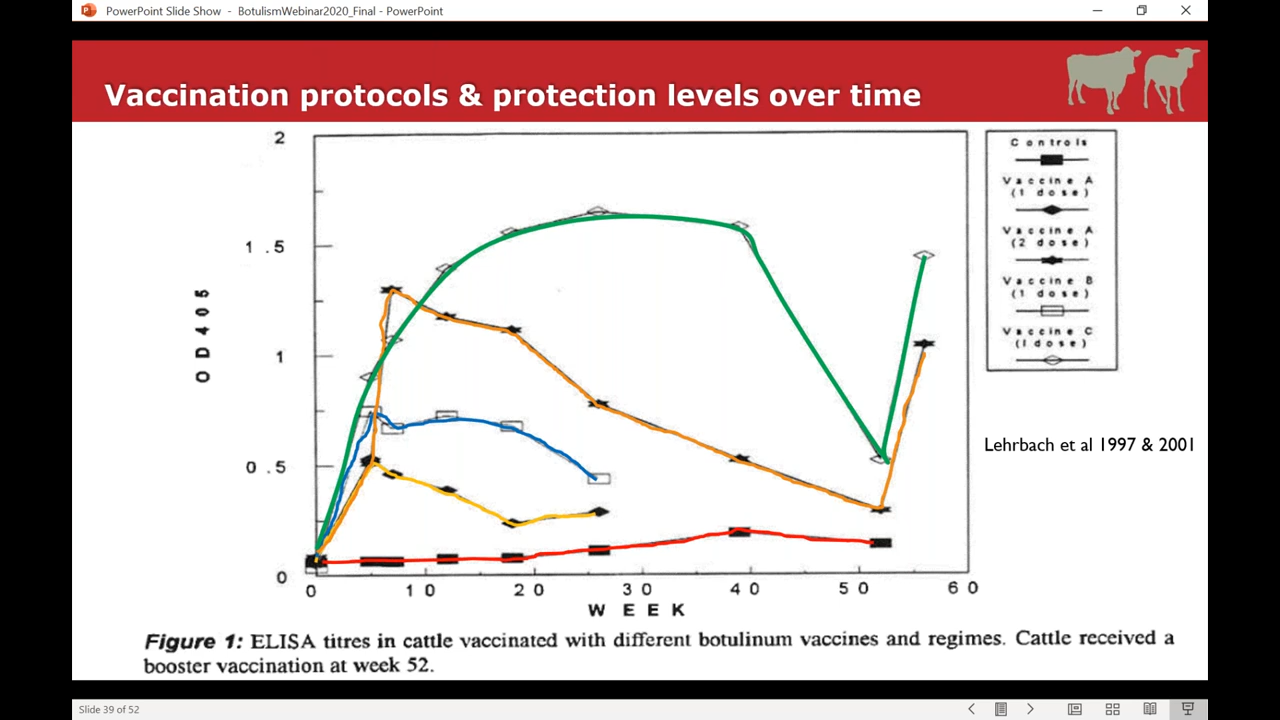 PowerPoint Slide Show - BotulismWebinar2020_Final - PowerPoint
Vaccination protocols & protection levels over time
2
1.5
1
0.5
0
OD405
0 10 20 30 40 50 60
WEEK
Controls
Vaccine A
(1 dose)
Vaccine A
(2 dose)
Vaccine B
(1 dose)
Vaccine C
(1 dose)
Lehrbach et al 1997 & 2001
Figure 1: ELISA titres in cattle vaccinated with different botulinum vaccines and regimes. Cattle received a
booster vaccination at week 52.
Slide 39 of 52